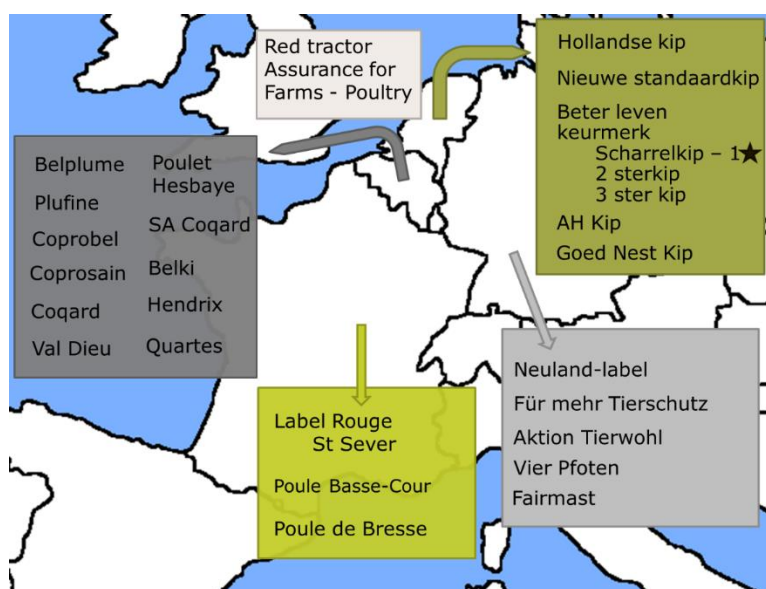 Red tractor
Assurance for
Farms - Poultry
Hollandse kip
Nieuwe standaardkip
Beter leven
keurmerk
Scharrelkip – 1★
2 sterkip
3 ster kip
AH Kip
Goed Nest Kip
Belplume
Plufine
Coprobel
Coprosain
Coqard
Val Dieu
Poulet
Hesbaye
SA Coqard
Belki
Hendrix
Quartes
Label Rouge
St Sever
Poule Basse-Cour
Poule de Bresse
Neuland-label
Für mehr Tierschutz
Aktion Tierwohl
Vier Pfoten
Fairmast